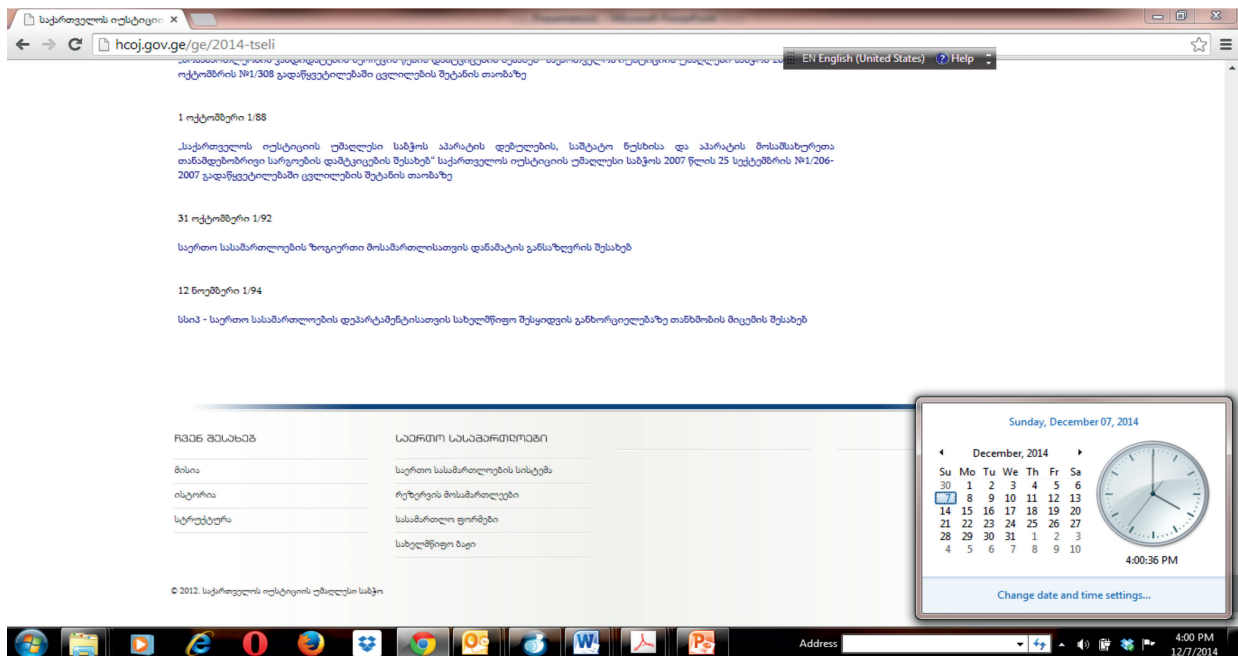 საქართველოს იუსტიციი
hcoj.gov.ge/ge/2014-tseli
EN English (United States) Help
ოქტომბრის №1/308 გადაწყვეტილებაში ცვლილების შეტანის თაობაზე
1 ოქტომბერი 1/88
„საქართველოს იუსტიციის უმაღლესი საბჭოს აპარატის დებულების, საშტატო ნუსხისა და აპარატის მოსამსახურეთა
თანამდებობრივი სარგოების დამტკიცების შესახებ“ საქართველოს იუსტიციის უმაღლესი საბჭოს 2007 წლის 25 სექტემბრის №1/206-
2007 გადაწყვეტილებაში ცვლილების შეტანის თაობაზე
31 ოქტომბერი 1/92
საერთო სასამართლოების ზოგიერთი მოსამართლისათვის დანამატის განსაზღვრის შესახებ
12 ნოემბერი 1/94
სსიპ - საერთო სასამართლოების დეპარტამენტისათვის სახელმწიფო შესყიდვის განხორციელებაზე თანხმობის მიცემის შესახებ
ჩვენ შესახებ
მისია
ისტორია
სტრუქტურა
საერთო სასამართლოები
საერთო სასამართლოების სისტემა
რეზერვის მოსამართლეები
სასამართლო ფორმები
სახელმწიფო ბაჟი
© 2012. საქართველოს იუსტიციის უმაღლესი საბჭო
Sunday, December 07, 2014
December, 2014
Su Mo Tu We Th Fr Sa
30 1 2 3 4 5 6
7 8 9 10 11 12 13
14 15 16 17 18 19 20
21 22 23 24 25 26 27
28 29 30 31 1 2 3
4 5 6 7 8 9 10
4:00:36 PM
Change date and time settings...
Address
4:00 PM
12/7/2014